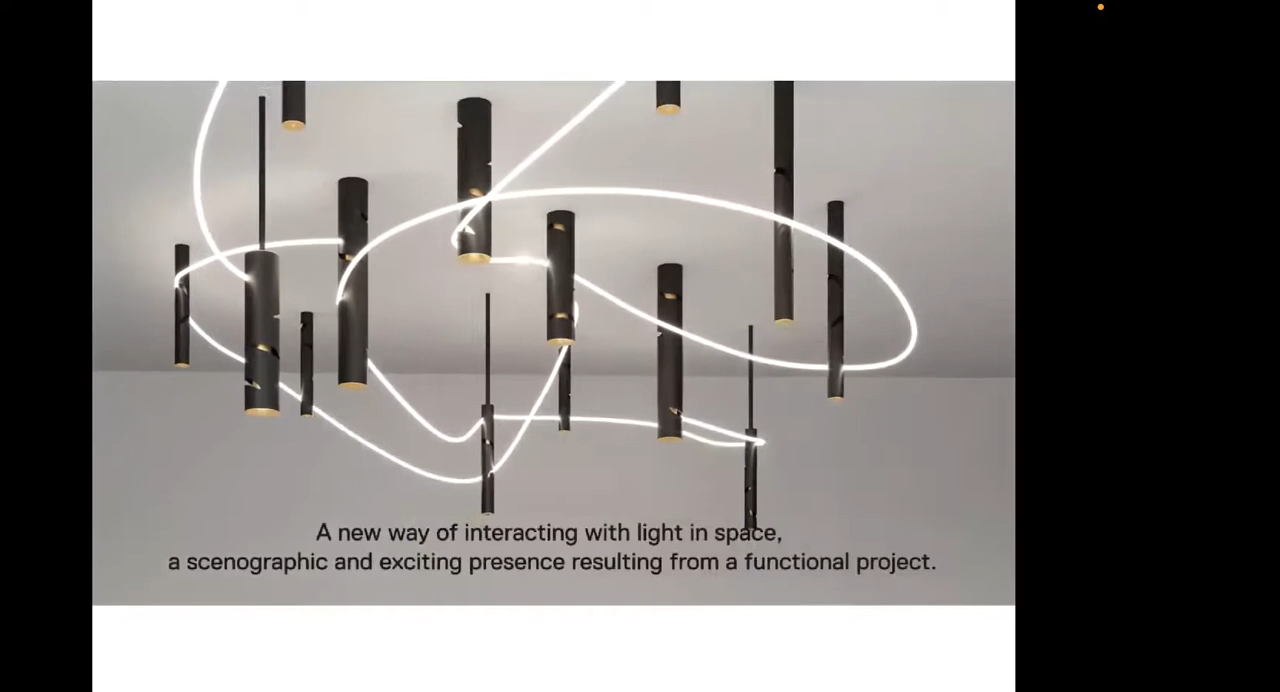 A new way of interacting with light in space,
a scenographic and exciting presence resulting from a functional project.